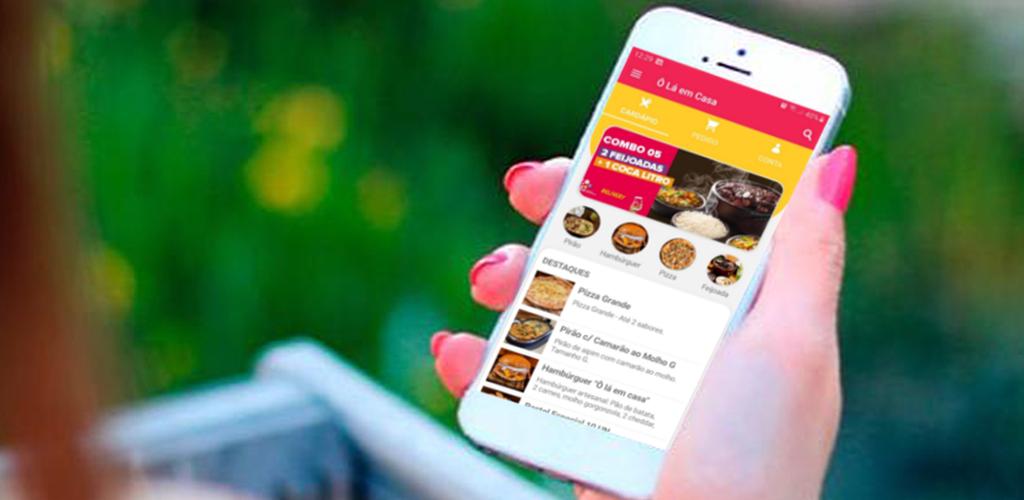 12:29
40%
Ô Lá em Casa
CARDÁPIO
PEDIDO
CONTA
COMBO 05
2 FEIJOADAS
+ 1 COCA LITRO
Pirão
Hambúrguer
Pizza
Feijoada
DESTAQUES
Pizza Grande
Pizza Grande - Até 2 sabores.
Pirão c/ Camarão ao Molho G
Pirão de aipim com camarão ao molho.
Tamanho G.
Hambúrguer "Ô lá em casa"
Hambúrguer artesanal: Pão de batata,
2 carnes, molho gorgonzola, 2 cheddar,
Pastel Especial 10 UN